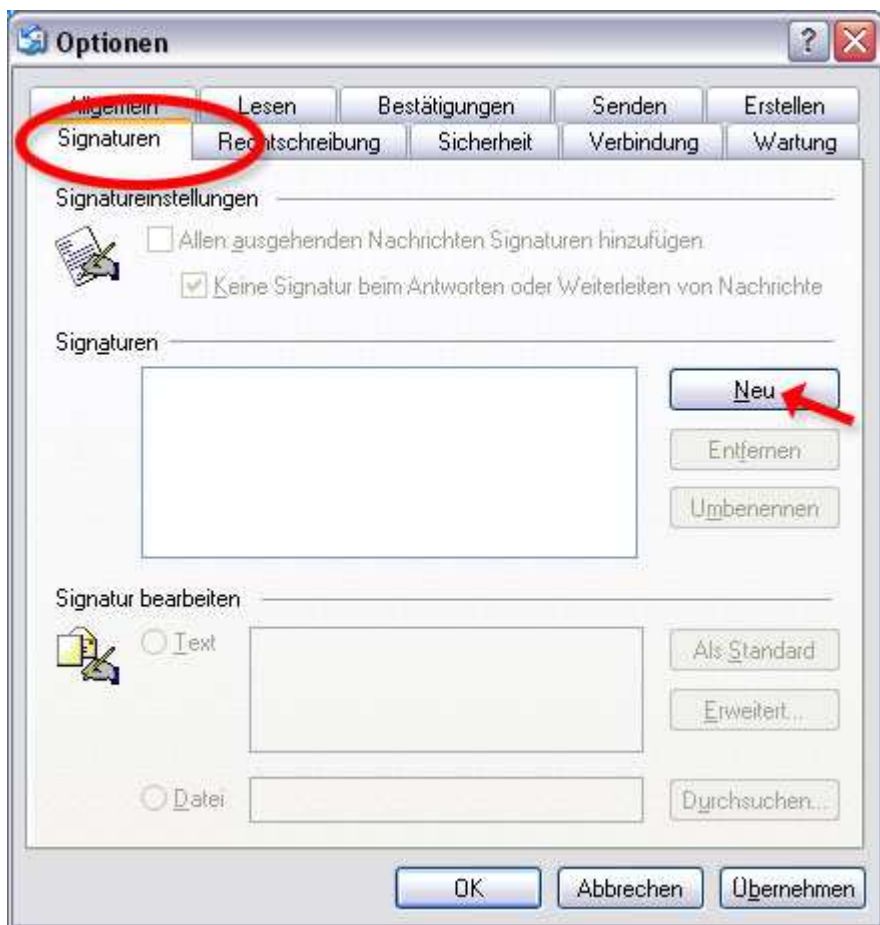 Optionen
Allgemein Lesen Bestätigungen Senden Erstellen
Signaturen Rechtschreibung Sicherheit Verbindung Wartung
Signatureinstellungen
Allen ausgehenden Nachrichten Signaturen hinzufügen
Keine Signatur beim Antworten oder Weiterleiten von Nachrichte
Signaturen
Neu
Entfernen
Umbenennen
Signatur bearbeiten
Text
Als Standard
Erweitert...
Datei
Durchsuchen...
OK Abbrechen Übernehmen